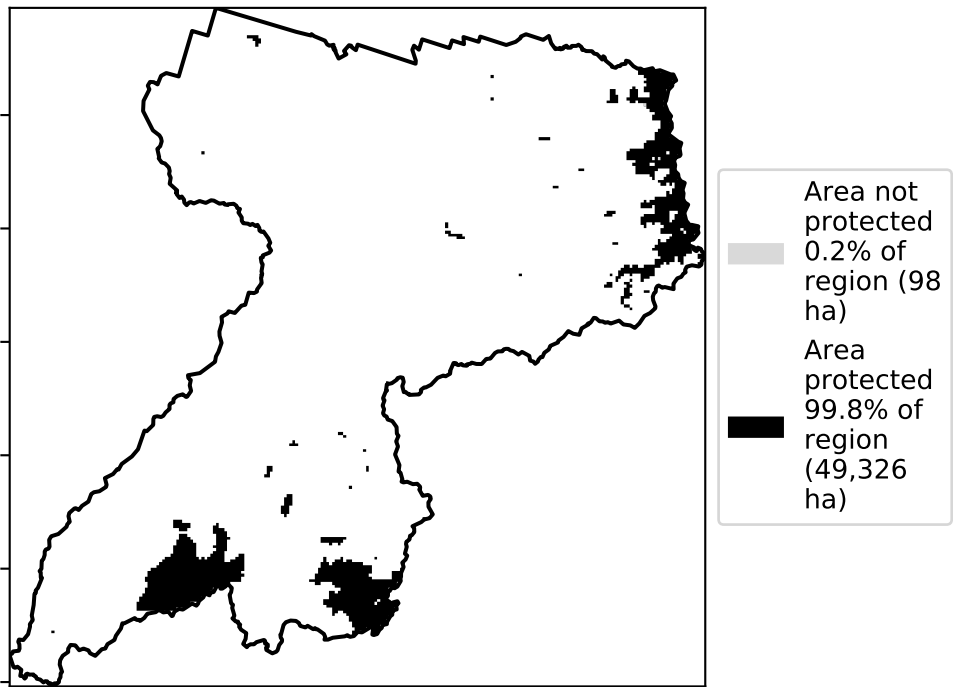 Area not
protected
0.2% of
region (98
ha)
Area
protected
99.8% of
region
(49,326
ha)